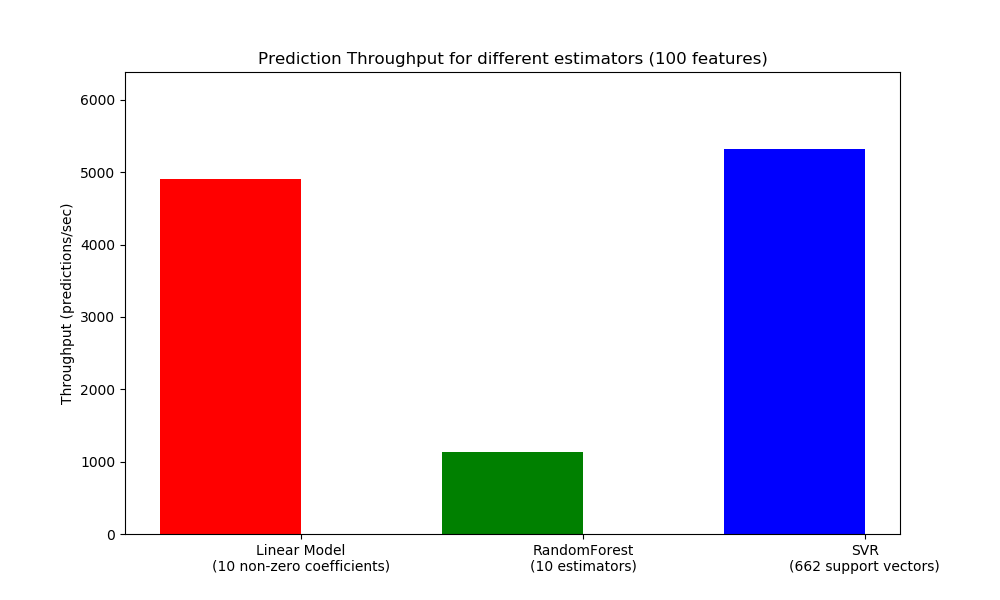 Prediction Throughput for different estimators (100 features)
Throughput (predictions/sec)
6000
5000
4000
3000
2000
1000
0
Linear Model
(10 non-zero coefficients)
RandomForest
(10 estimators)
SVR
(662 support vectors)